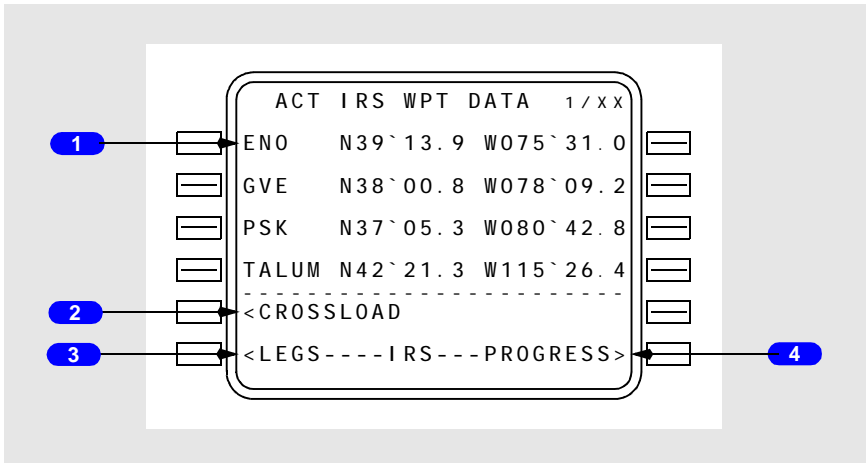 ACT IRS WPT DATA 1/XX
1 ENO N39`13.9 W075`31.0
GVE N38`00.8 W078`09.2
PSK N37`05.3 W080`42.8
TALUM N42`21.3 W115`26.4
------------------------
2 <CROSSLOAD
3 <LEGS----IRS---PROGRESS> 4